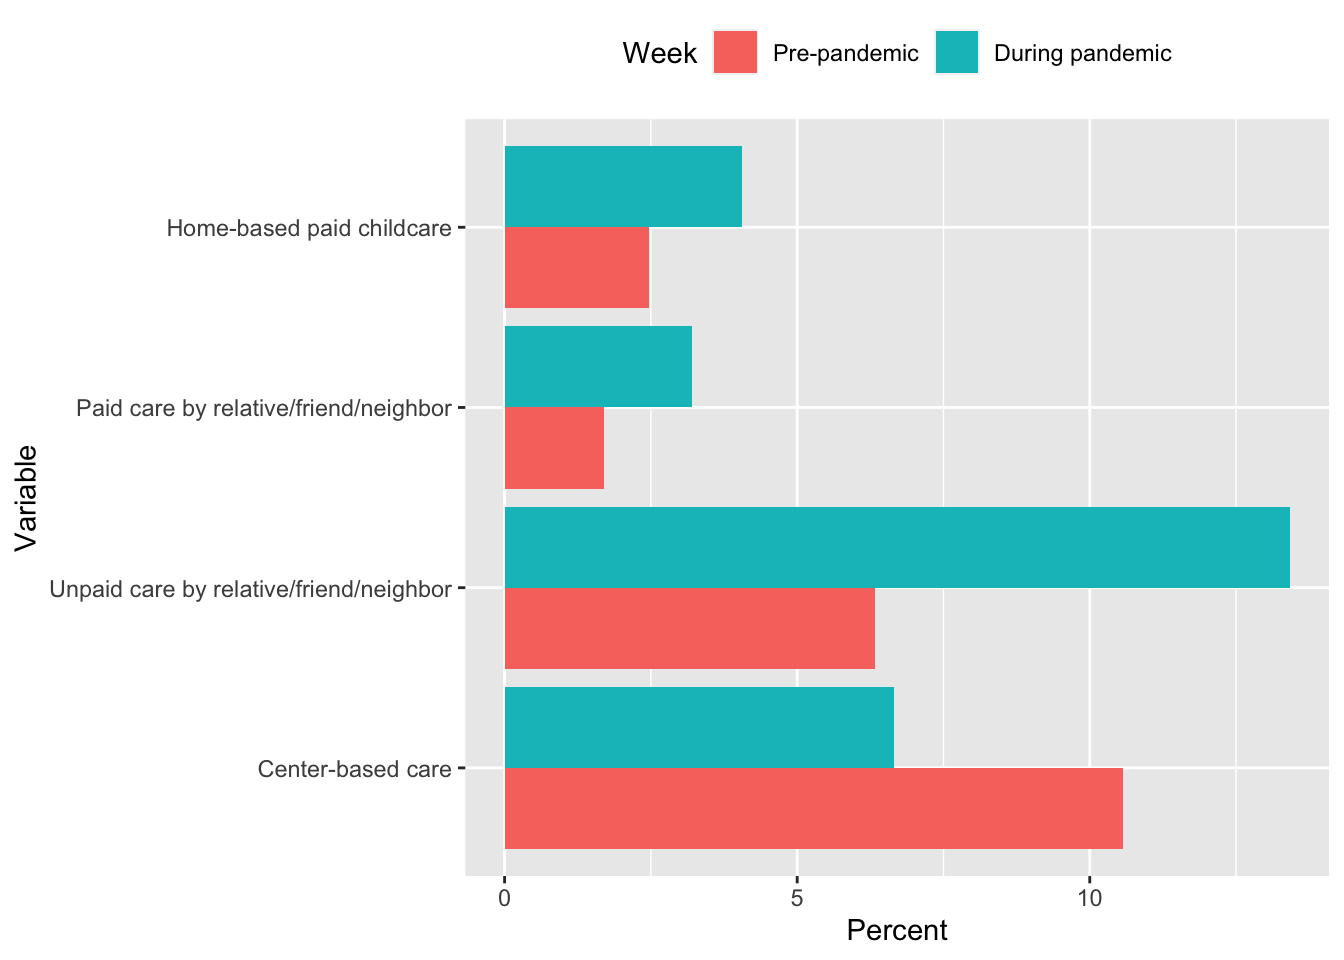 Week Pre-pandemic During pandemic
Home-based paid childcare
Paid care by relative/friend/neighbor
Unpaid care by relative/friend/neighbor
Center-based care
Variable
0 5 10
Percent